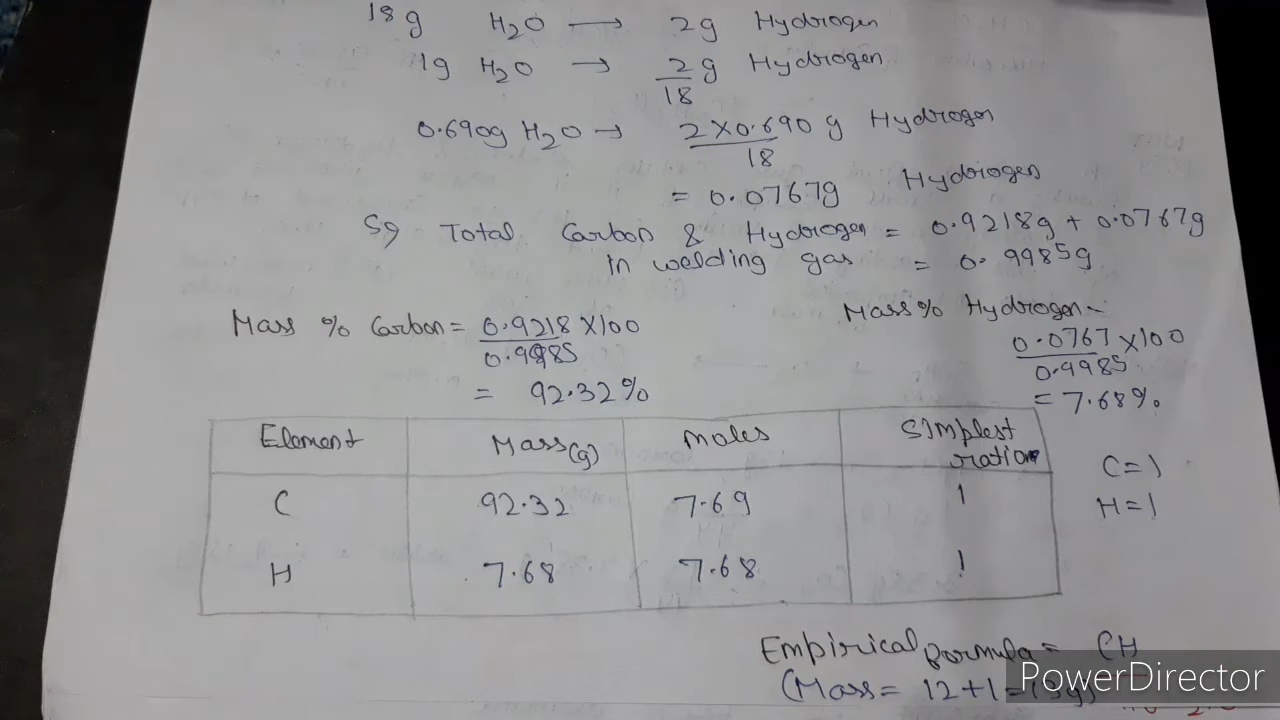 18g H2O → 2g Hydrogen
1g H2O → 2/18 g Hydrogen
0.690g H2O → 2×0.690/18 g Hydrogen
= 0.0767g Hydrogen
Total Carbon & Hydrogen = 0.9218g + 0.0767g
in welding gas = 0.9985g
Mass % Carbon = 0.9218/0.9985 ×100
= 92.32%
Mass % Hydrogen -
0.0767/0.9985 ×100
= 7.68%
Element Mass(g) Moles Simplest ration
C 92.32 7.69 1
H 7.68 7.68 1
C=1
H=1
Empirical formula = CH
(Mass = 12+1=13g)
PowerDirector